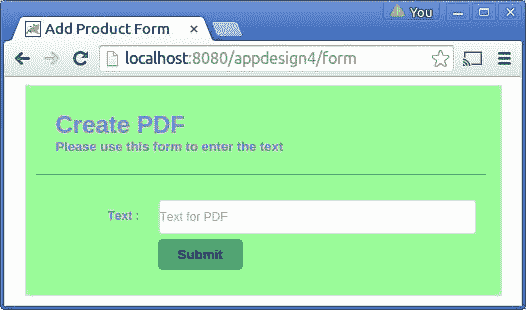 You
Add Product Form
localhost:8080/appdesign4/form
Create PDF
Please use this form to enter the text
Text :
Text for PDF
Submit